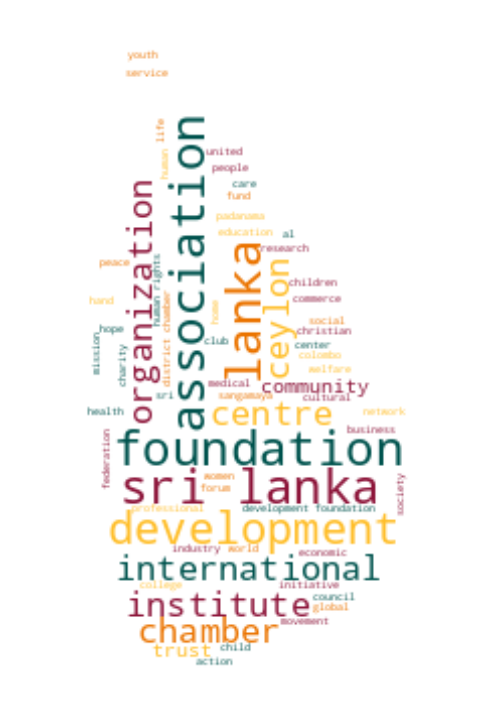 youth
service
life
human
association
united
people
care
fund
organization
padanama
education
al
research
lanka
ceylon
peace
human rights
children
hand
commerce
district chamber
home
social
hope
christian
mission
charity
club
center
colombo
welfare
medical
community
sri
sangamaya
cultural
health
centre
network
business
foundation
federation
sri lanka
women
forum
society
professional
development foundation
development
industry
world
economic
international
college
initiative
institute
council
global
chamber
movement
trust
child
action